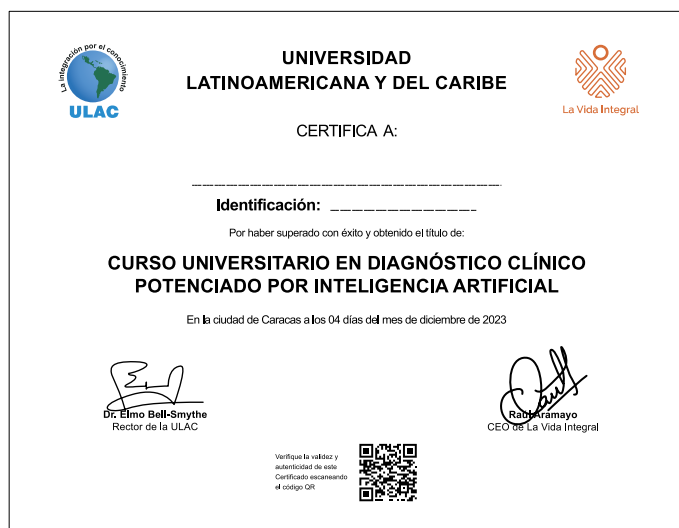 La integración por el conocimiento
ULAC
UNIVERSIDAD
LATINOAMERICANA Y DEL CARIBE
La Vida Integral
CERTIFICA A:
Identificación:
Por haber superado con éxito y obtenido el título de:
CURSO UNIVERSITARIO EN DIAGNÓSTICO CLÍNICO
POTENCIADO POR INTELIGENCIA ARTIFICIAL
En la ciudad de Caracas a los 04 días del mes de diciembre de 2023
Dr. Elmo Bell-Smythe
Rector de la ULAC
Raúl Aramayo
CEO de La Vida Integral
Verifique la validez y
autenticidad de este
Certificado escaneando
el código QR